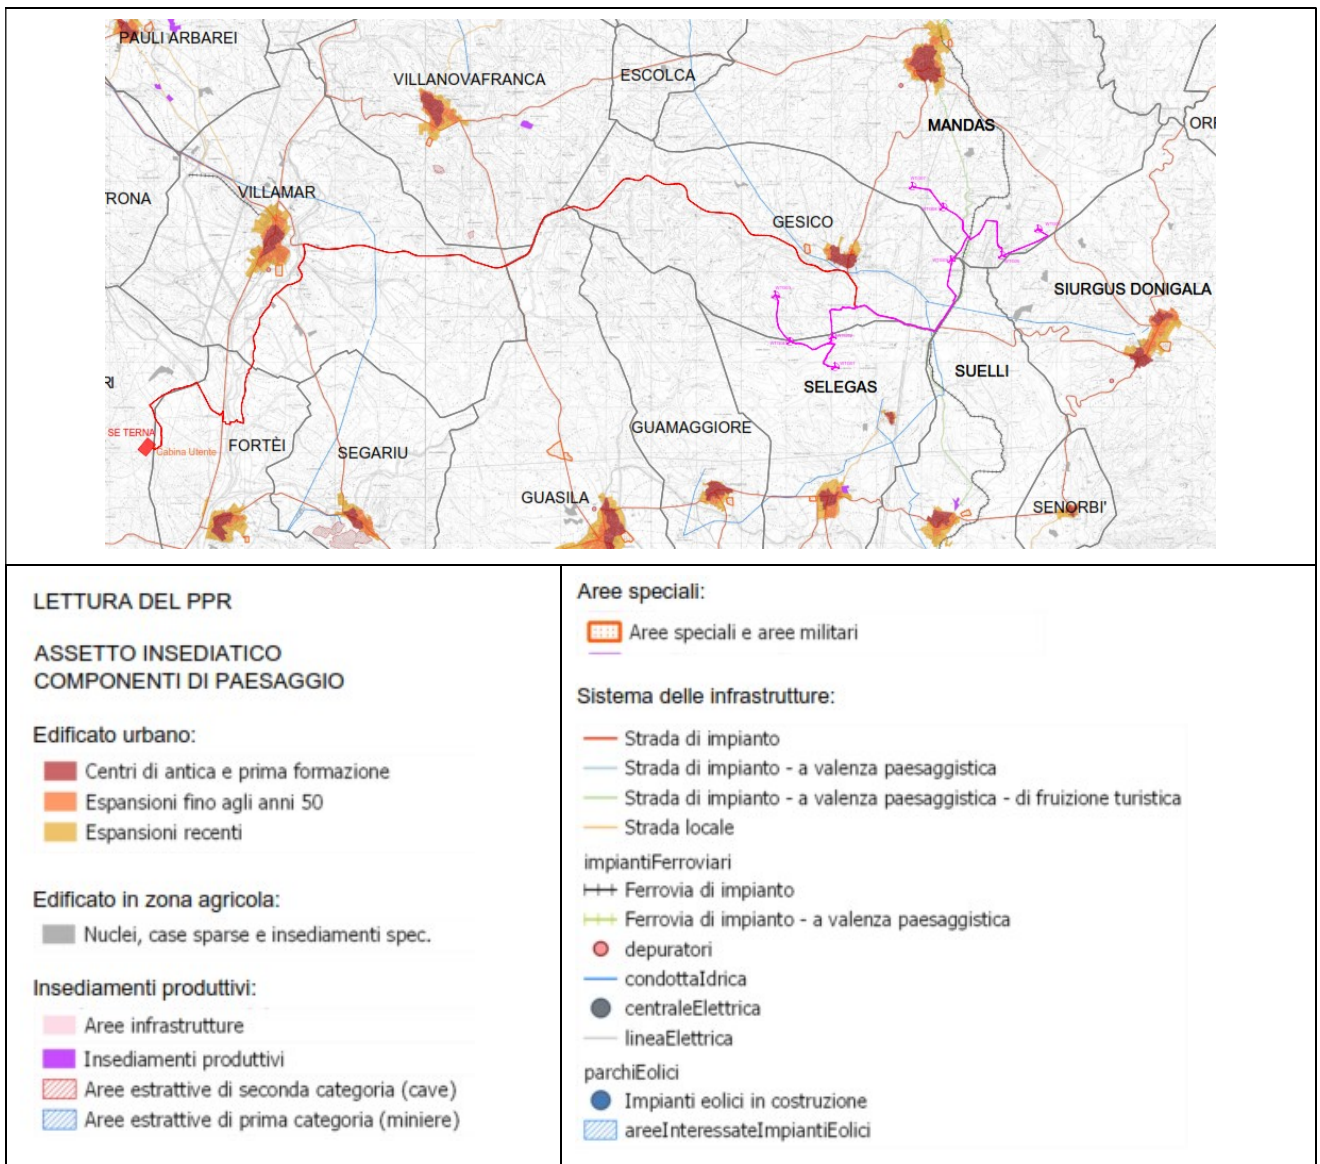 PAULI ARBAREI
VILLANOVAFRANCA
ESCOLCA
MANDAS
VILLAMAR
GESICO
SIURGUS DONIGALA
SELEGAS
SUELLI
SE TERNA
Cabina Utente
FORTÈI
SEGARIU
GUAMAGGIORE
GUASILA
SENORBI'
LETTURA DEL PPR
ASSETTO INSEDIATICO
COMPONENTI DI PAESAGGIO
Edificato urbano:
Centri di antica e prima formazione
Espansioni fino agli anni 50
Espansioni recenti
Edificato in zona agricola:
Nuclei, case sparse e insediamenti spec.
Insediamenti produttivi:
Aree infrastrutture
Insediamenti produttivi
Aree estrattive di seconda categoria (cave)
Aree estrattive di prima categoria (miniere)
Aree speciali:
Aree speciali e aree militari
Sistema delle infrastrutture:
Strada di impianto
Strada di impianto - a valenza paesaggistica
Strada di impianto - a valenza paesaggistica - di fruizione turistica
Strada locale
impiantiFerroviari
Ferrovia di impianto
Ferrovia di impianto - a valenza paesaggistica
depuratori
condottaIdrica
centraleElettrica
lineaElettrica
parchiEolici
Impianti eolici in costruzione
areeInteressateImpiantiEolici